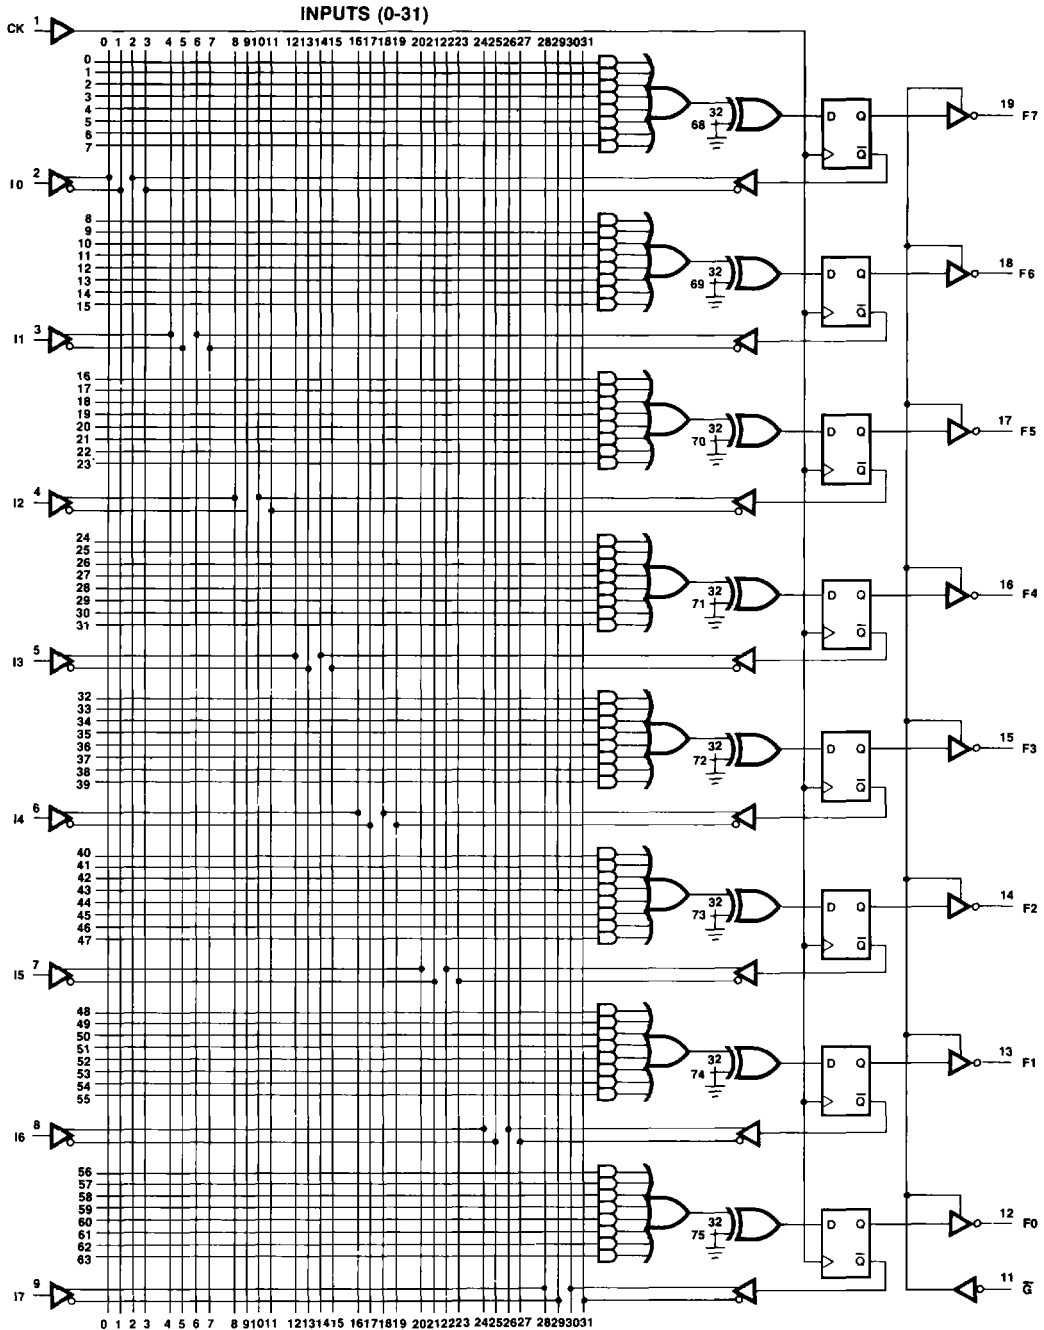 INPUTS (0-31)
CK 1
0 1 2 3 4 5 6 7 8 9 10 11 12 13 14 15 16 17 18 19 20 21 22 23 24 25 26 27 28 29 30 31
0
1
2
3
4
5
6
7
32
68
D Q
Q̅
19 F7
I0 2
8
9
10
11
12
13
14
15
32
69
D Q
Q̅
18 F6
I1 3
16
17
18
19
20
21
22
23
32
70
D Q
Q̅
17 F5
I2 4
24
25
26
27
28
29
30
31
32
71
D Q
Q̅
16 F4
I3 5
32
33
34
35
36
37
38
39
32
72
D Q
Q̅
15 F3
I4 6
40
41
42
43
44
45
46
47
32
73
D Q
Q̅
14 F2
I5 7
48
49
50
51
52
53
54
55
32
74
D Q
Q̅
13 F1
I6 8
56
57
58
59
60
61
62
63
32
75
D Q
Q̅
12 F0
11 G̅
I7 9
0 1 2 3 4 5 6 7 8 9 10 11 12 13 14 15 16 17 18 19 20 21 22 23 24 25 26 27 28 29 30 31